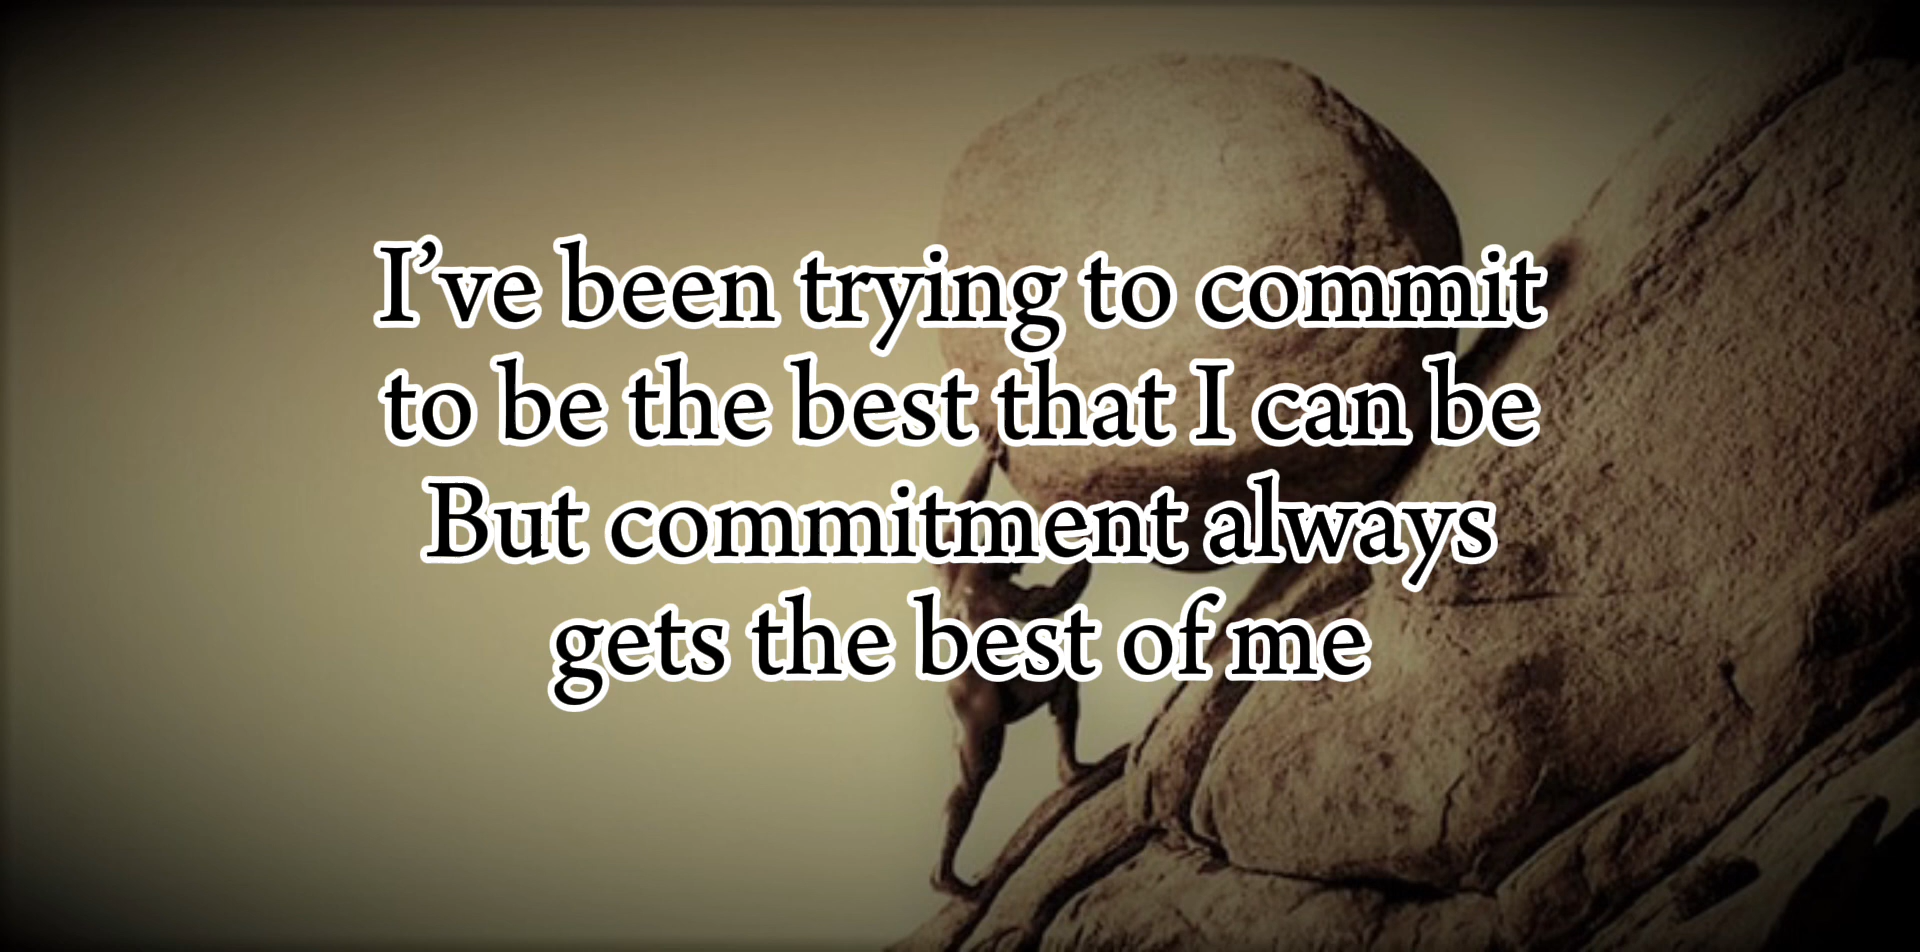 I’ve been trying to commit
to be the best that I can be
But commitment always
gets the best of me